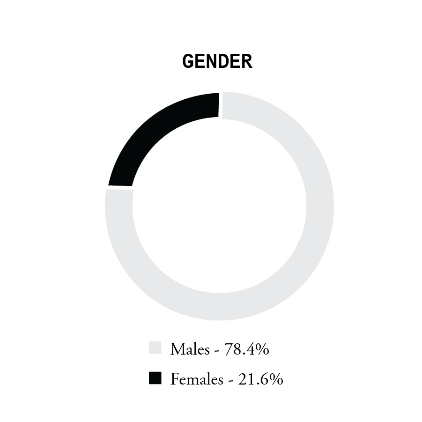 GENDER
Males - 78.4%
Females - 21.6%